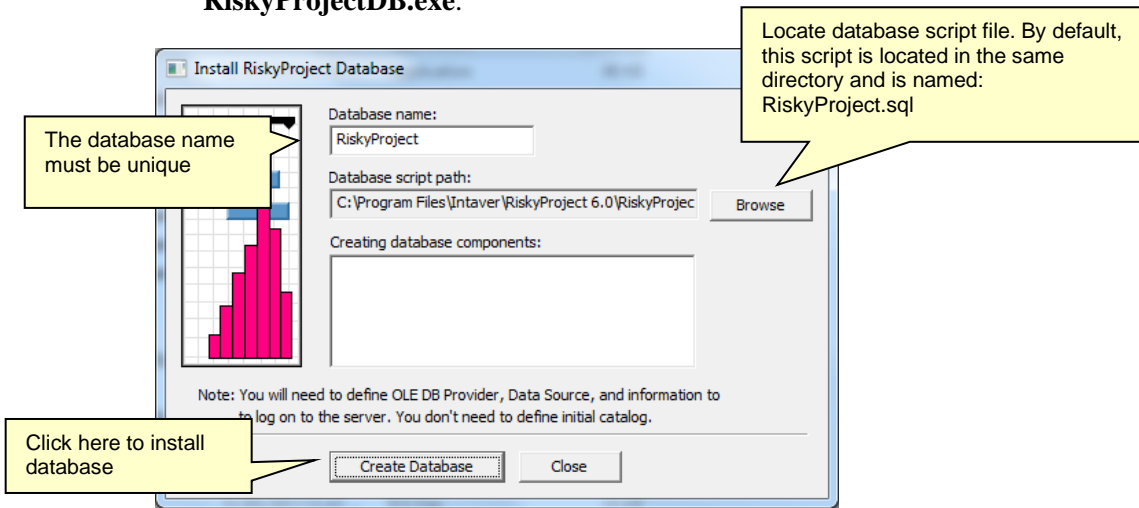 RiskyProjectDB.exe.
Locate database script file. By default,
this script is located in the same
directory and is named:
RiskyProject.sql
Install RiskyProject Database
The database name
must be unique
Database name:
RiskyProject
Database script path:
C:\Program Files\Intaver\RiskyProject 6.0\RiskyProjec
Browse
Creating database components:
Note: You will need to define OLE DB Provider, Data Source, and information to
to log on to the server. You don't need to define initial catalog.
Click here to install
database
Create Database
Close